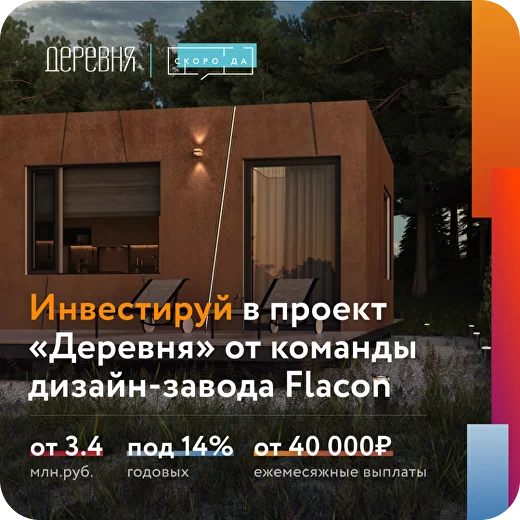 ДЕРЕВНЯ
СКОРО ДА
Инвестируй в проект
«Деревня» от команды
дизайн-завода Flacon
от 3.4 под 14% от 40 000₽
млн.руб. годовых ежемесяжные выплаты